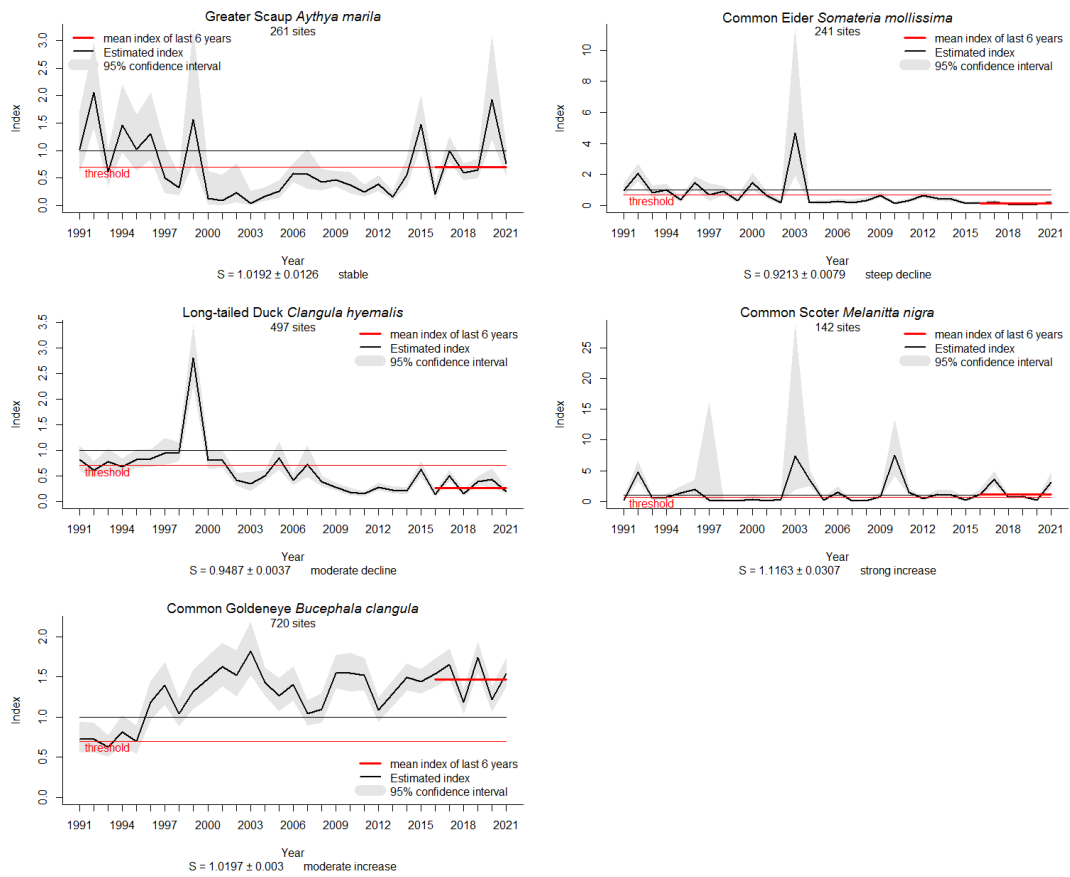 Greater Scaup Aythya marila
261 sites
mean index of last 6 years
Estimated index
95% confidence interval
Index
3.0
2.5
2.0
1.5
1.0
0.5
0.0
threshold
1991 1994 1997 2000 2003 2006 2009 2012 2015 2018 2021
Year
S = 1.0192 ± 0.0126 stable
Common Eider Somateria mollissima
241 sites
mean index of last 6 years
Estimated index
95% confidence interval
Index
10
8
6
4
2
0
threshold
1991 1994 1997 2000 2003 2006 2009 2012 2015 2018 2021
Year
S = 0.9213 ± 0.0079 steep decline
Long-tailed Duck Clangula hyemalis
497 sites
mean index of last 6 years
Estimated index
95% confidence interval
Index
3.5
3.0
2.5
2.0
1.5
1.0
0.5
0.0
threshold
1991 1994 1997 2000 2003 2006 2009 2012 2015 2018 2021
Year
S = 0.9487 ± 0.0037 moderate decline
Common Scoter Melanitta nigra
142 sites
mean index of last 6 years
Estimated index
95% confidence interval
Index
25
20
15
10
5
0
threshold
1991 1994 1997 2000 2003 2006 2009 2012 2015 2018 2021
Year
S = 1.1163 ± 0.0307 strong increase
Common Goldeneye Bucephala clangula
720 sites
Index
2.0
1.5
1.0
0.5
0.0
threshold
mean index of last 6 years
Estimated index
95% confidence interval
1991 1994 1997 2000 2003 2006 2009 2012 2015 2018 2021
Year
S = 1.0197 ± 0.003 moderate increase